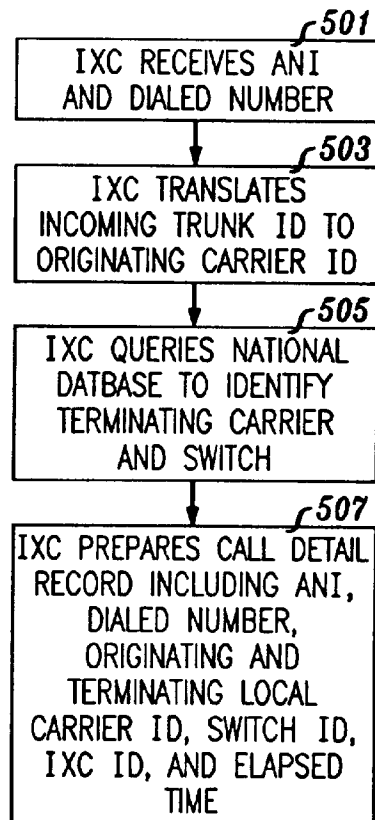 501
IXC RECEIVES ANI
AND DIALED NUMBER
503
IXC TRANSLATES
INCOMING TRUNK ID TO
ORIGINATING CARRIER ID
505
IXC QUERIES NATIONAL
DATBASE TO IDENTIFY
TERMINATING CARRIER
AND SWITCH
507
IXC PREPARES CALL DETAIL
RECORD INCLUDING ANI,
DIALED NUMBER,
ORIGINATING AND
TERMINATING LOCAL
CARRIER ID, SWITCH ID,
IXC ID, AND ELAPSED
TIME